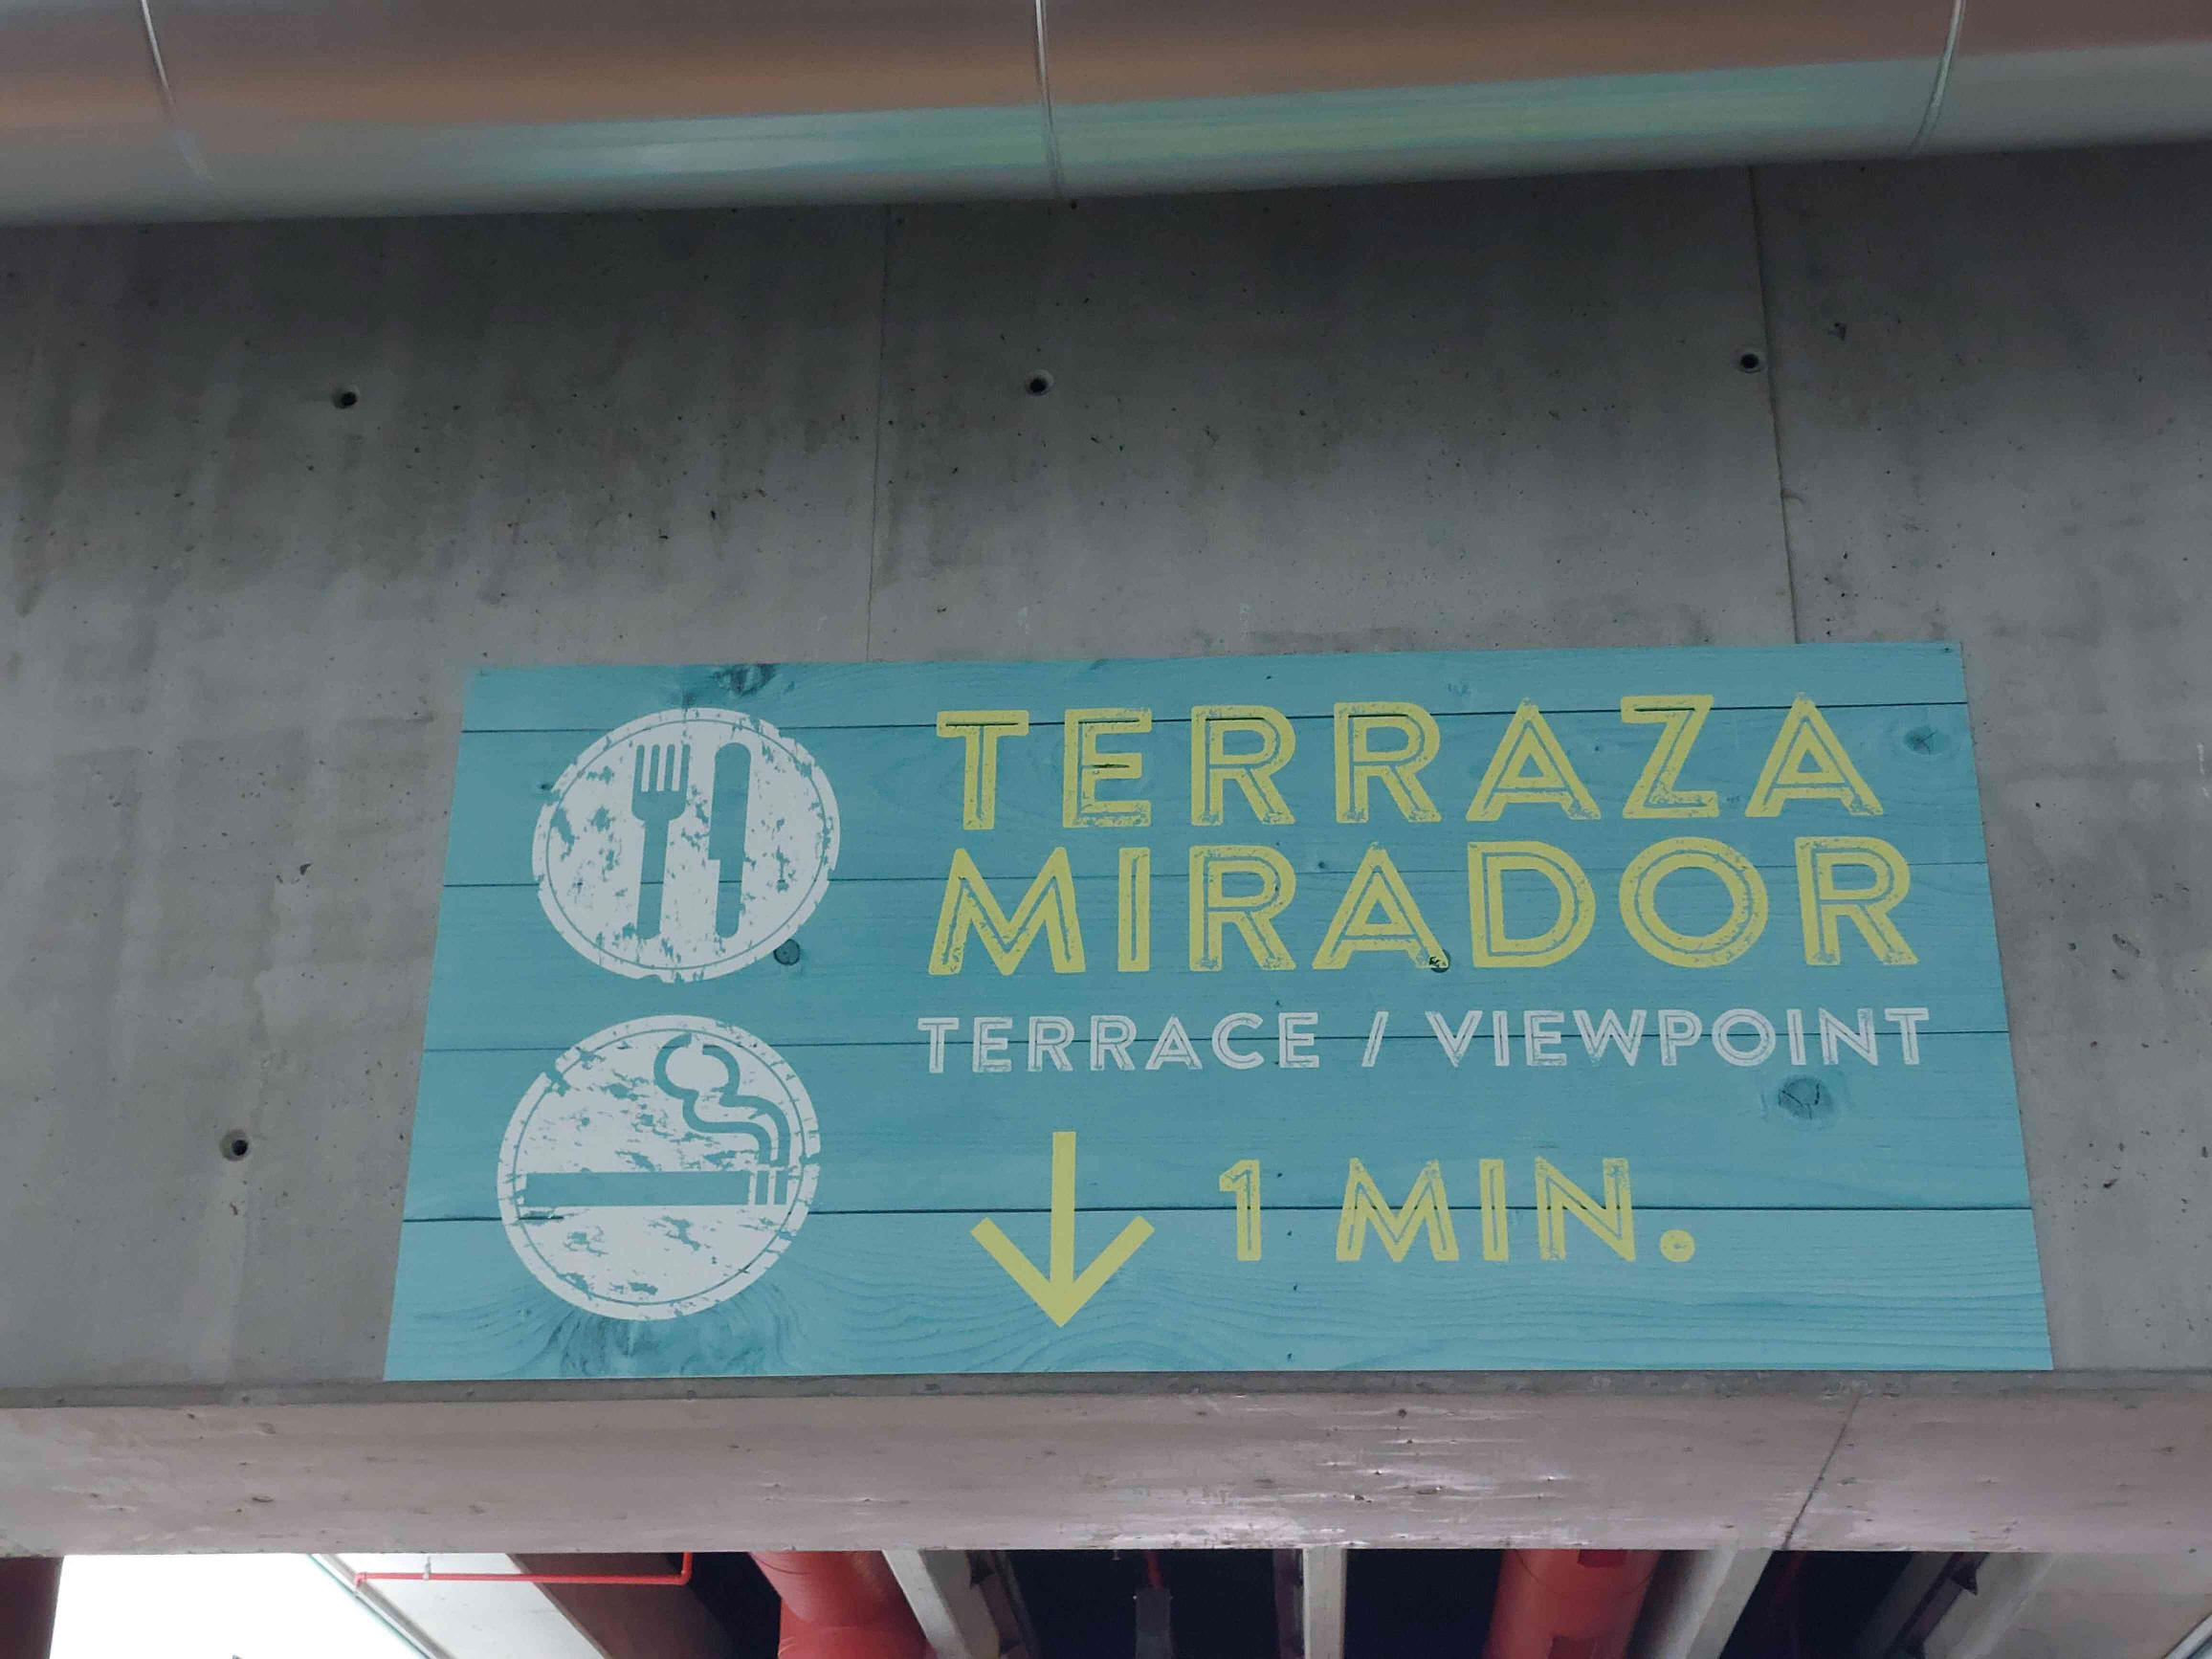 TERRAZA
MIRADOR
TERRACE / VIEWPOINT
1 MIN.